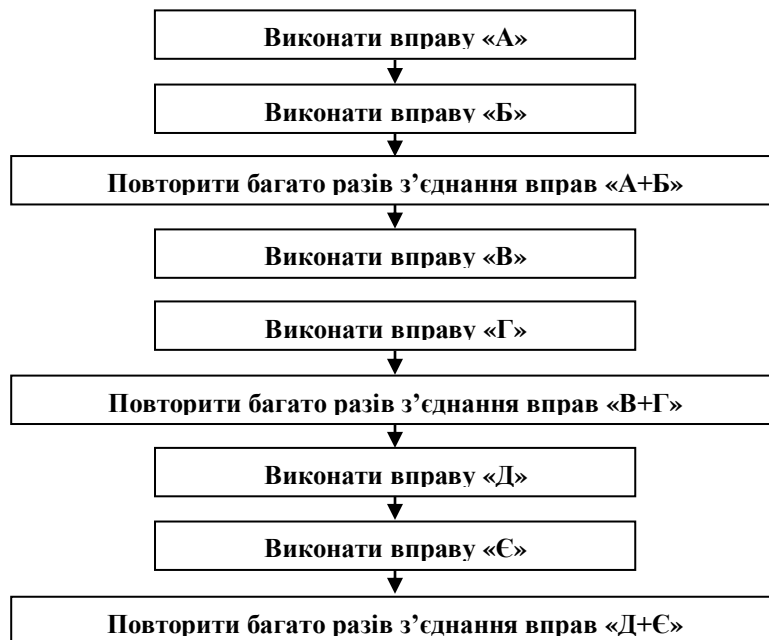 Виконати вправу «А»
Виконати вправу «Б»
Повторити багато разів з’єднання вправ «А+Б»
Виконати вправу «В»
Виконати вправу «Г»
Повторити багато разів з’єднання вправ «В+Г»
Виконати вправу «Д»
Виконати вправу «Є»
Повторити багато разів з’єднання вправ «Д+Є»